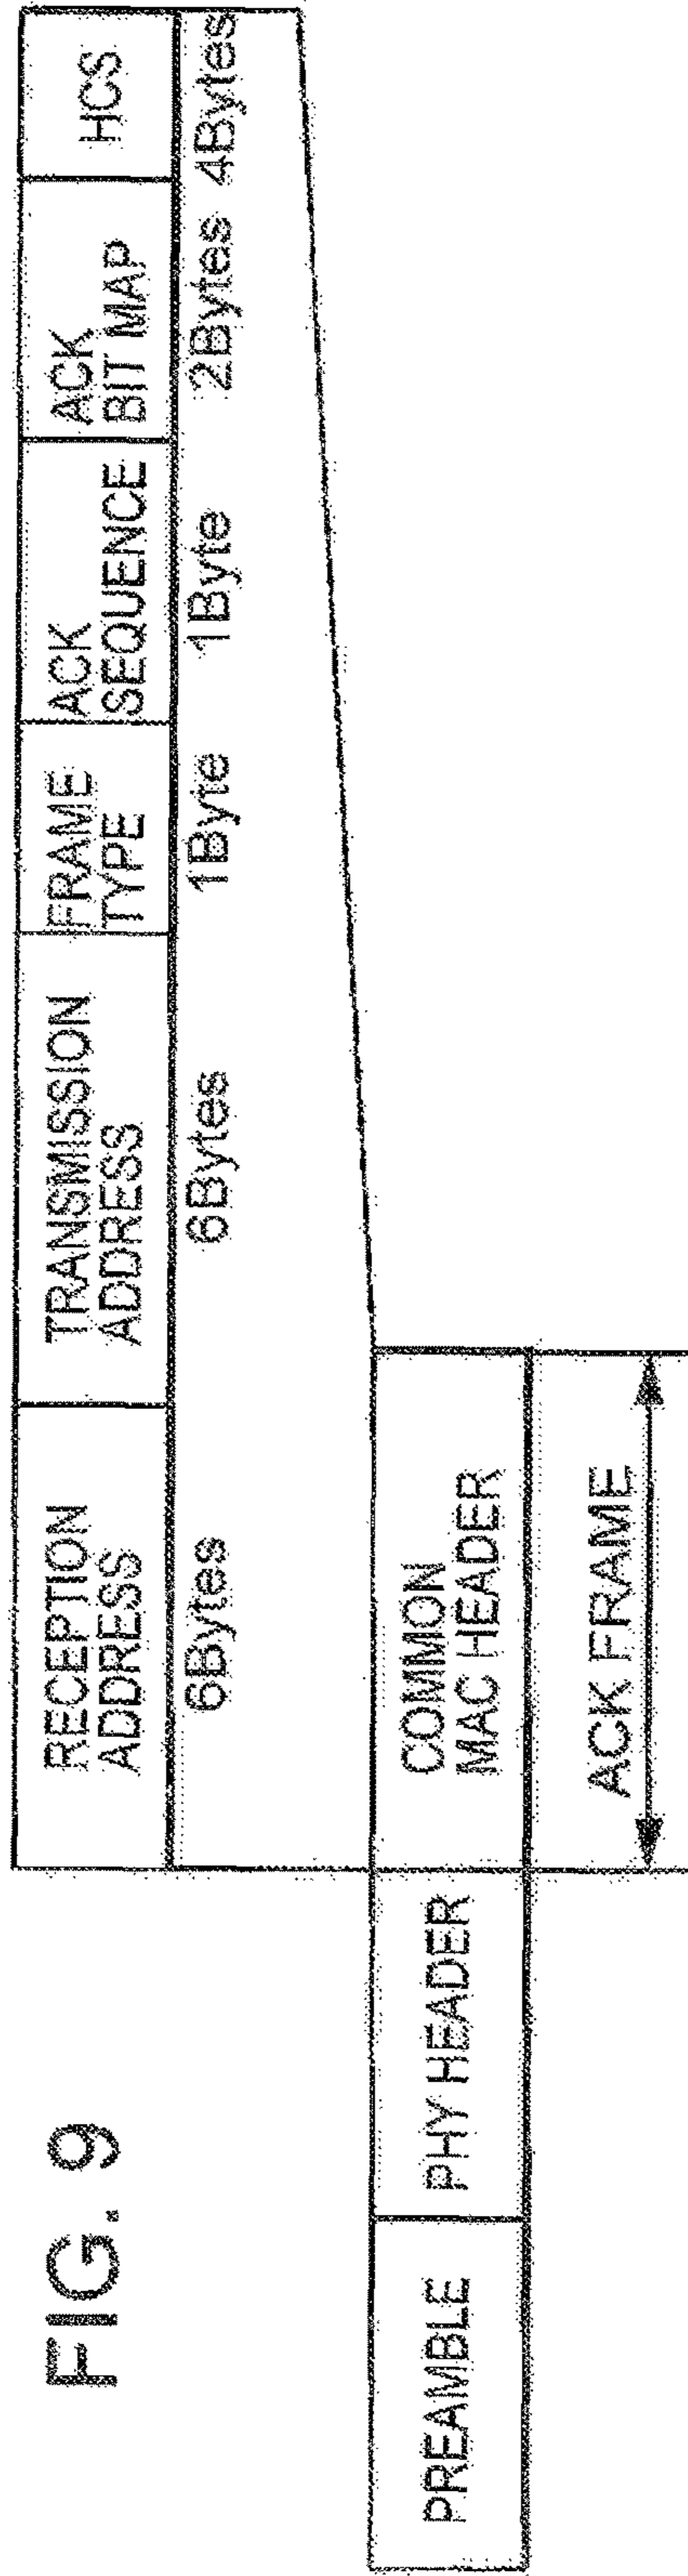 FIG. 9
RECEPTION
ADDRESS
TRANSMISSION
ADDRESS
FRAME
TYPE
ACK
SEQUENCE
ACK
BIT MAP
HCS
6Bytes
6Bytes
1Byte
1Byte
2Bytes
4Bytes
PREAMBLE
PHY HEADER
COMMON
MAC HEADER
ACK FRAME